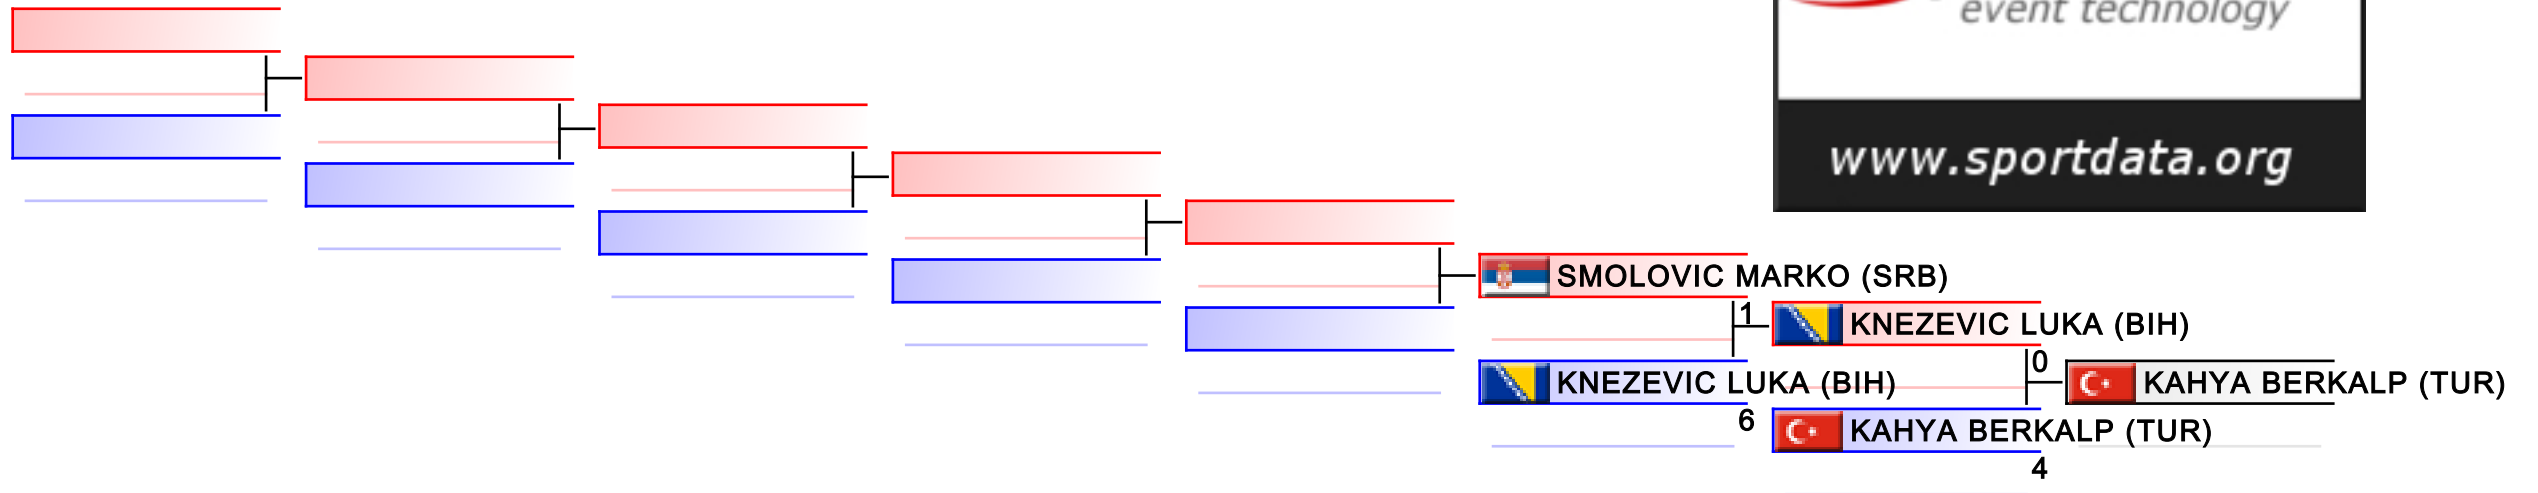 event technology
www.sportdata.org
SMOLOVIC MARKO (SRB)
1
KNEZEVIC LUKA (BIH)
0
KNEZEVIC LUKA (BIH)
KAHYA BERKALP (TUR)
6
KAHYA BERKALP (TUR)
4